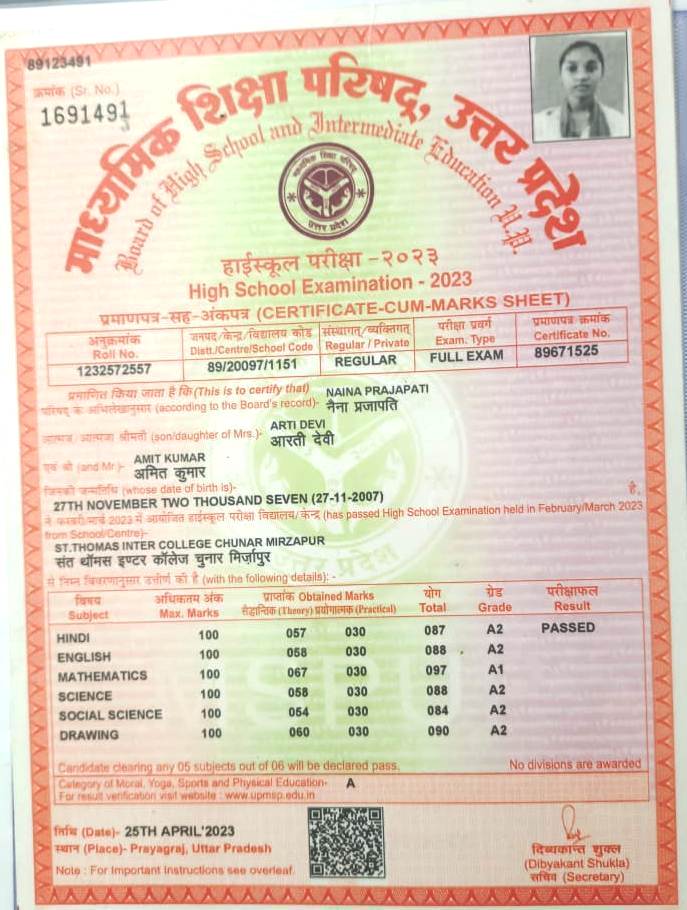 89123491
क्रमांक (Sr. No.)
1691491
माध्यमिक शिक्षा परिषद्, उत्तर प्रदेश
Board of High School and Intermediate Education U.P.
माध्यमिक शिक्षा परिषद्
उत्तर प्रदेश
हाईस्कूल परीक्षा -२०२३
High School Examination - 2023
प्रमाणपत्र-सह-अंकपत्र (CERTIFICATE-CUM-MARKS SHEET)
अनुक्रमांक जनपद/केन्द्र/विद्यालय कोड संस्थागत/व्यक्तिगत परीक्षा प्रवर्ग प्रमाणपत्र क्रमांक
Roll No. Distt./Centre/School Code Regular / Private Exam. Type Certificate No.
1232572557 89/20097/1151 REGULAR FULL EXAM 89671525
प्रमाणित किया जाता है कि (This is to certify that) NAINA PRAJAPATI
परिषद् के अभिलेखानुसार (according to the Board's record)- नैना प्रजापति
ARTI DEVI
आत्मज/आत्मजा श्रीमती (son/daughter of Mrs.)- आरती देवी
AMIT KUMAR
एवं श्री (and Mr.)- अमित कुमार
जिनकी जन्मतिथि (whose date of birth is)-
27TH NOVEMBER TWO THOUSAND SEVEN (27-11-2007) है,
ने फरवरी/मार्च 2023 में आयोजित हाईस्कूल परीक्षा विद्यालय/केन्द्र (has passed High School Examination held in February/March 2023
from School/Centre)-
ST.THOMAS INTER COLLEGE CHUNAR MIRZAPUR
संत थॉमस इण्टर कॉलेज चुनार मिर्ज़ापुर
से निम्न विवरणानुसार उत्तीर्ण की है (with the following details): -
विषय अधिकतम अंक प्राप्तांक Obtained Marks योग ग्रेड परीक्षाफल
Subject Max. Marks सैद्धान्तिक (Theory) प्रयोगात्मक (Practical) Total Grade Result
HINDI 100 057 030 087 A2 PASSED
ENGLISH 100 058 030 088 A2
MATHEMATICS 100 067 030 097 A1
SCIENCE 100 058 030 088 A2
SOCIAL SCIENCE 100 054 030 084 A2
DRAWING 100 060 030 090 A2
Candidate clearing any 05 subjects out of 06 will be declared pass. No divisions are awarded
Category of Moral, Yoga, Sports and Physical Education- A
For result verification visit website : www.upmsp.edu.in
तिथि (Date)- 25TH APRIL'2023
स्थान (Place)- Prayagraj, Uttar Pradesh
Note : For Important Instructions see overleaf.
दिब्यकान्त शुक्ल
(Dibyakant Shukla)
सचिव (Secretary)